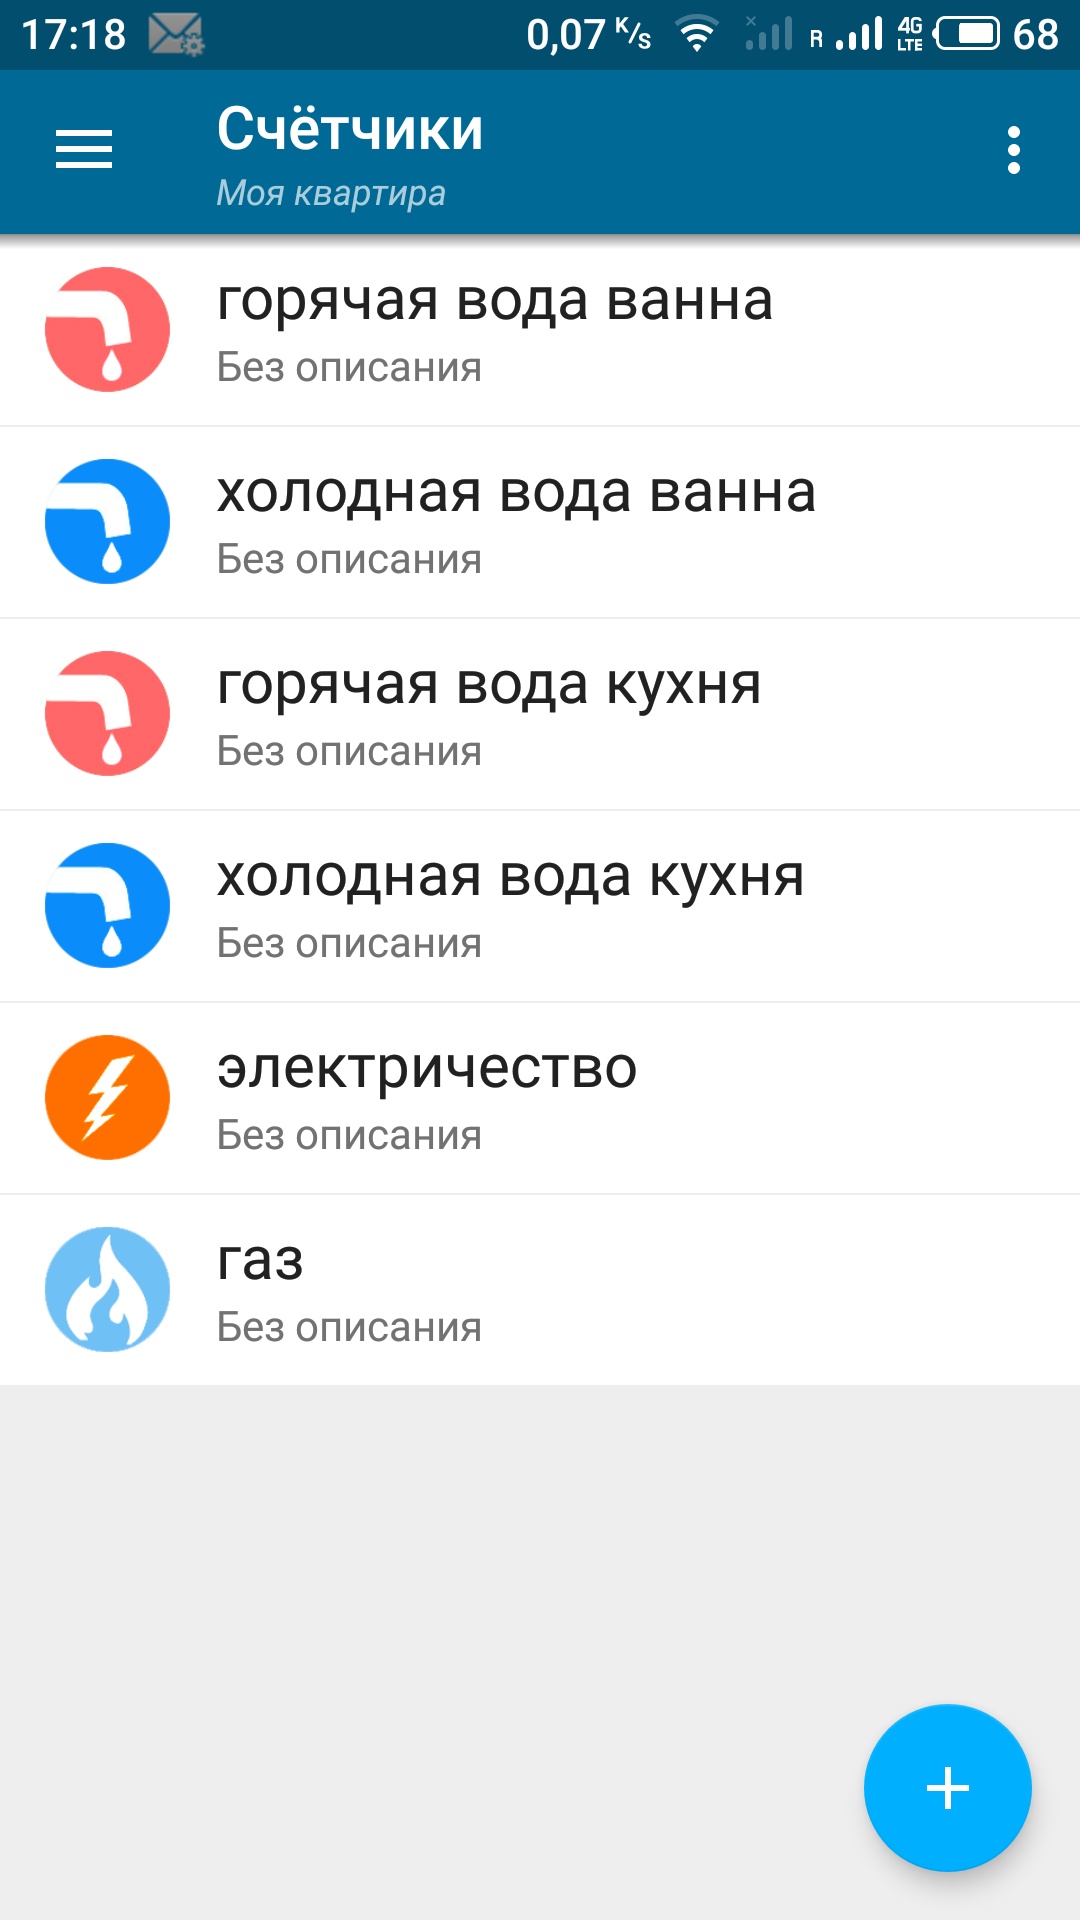 17:18 0,07 K/s R 4G LTE 68
Счётчики
Моя квартира
горячая вода ванна
Без описания
холодная вода ванна
Без описания
горячая вода кухня
Без описания
холодная вода кухня
Без описания
электричество
Без описания
газ
Без описания